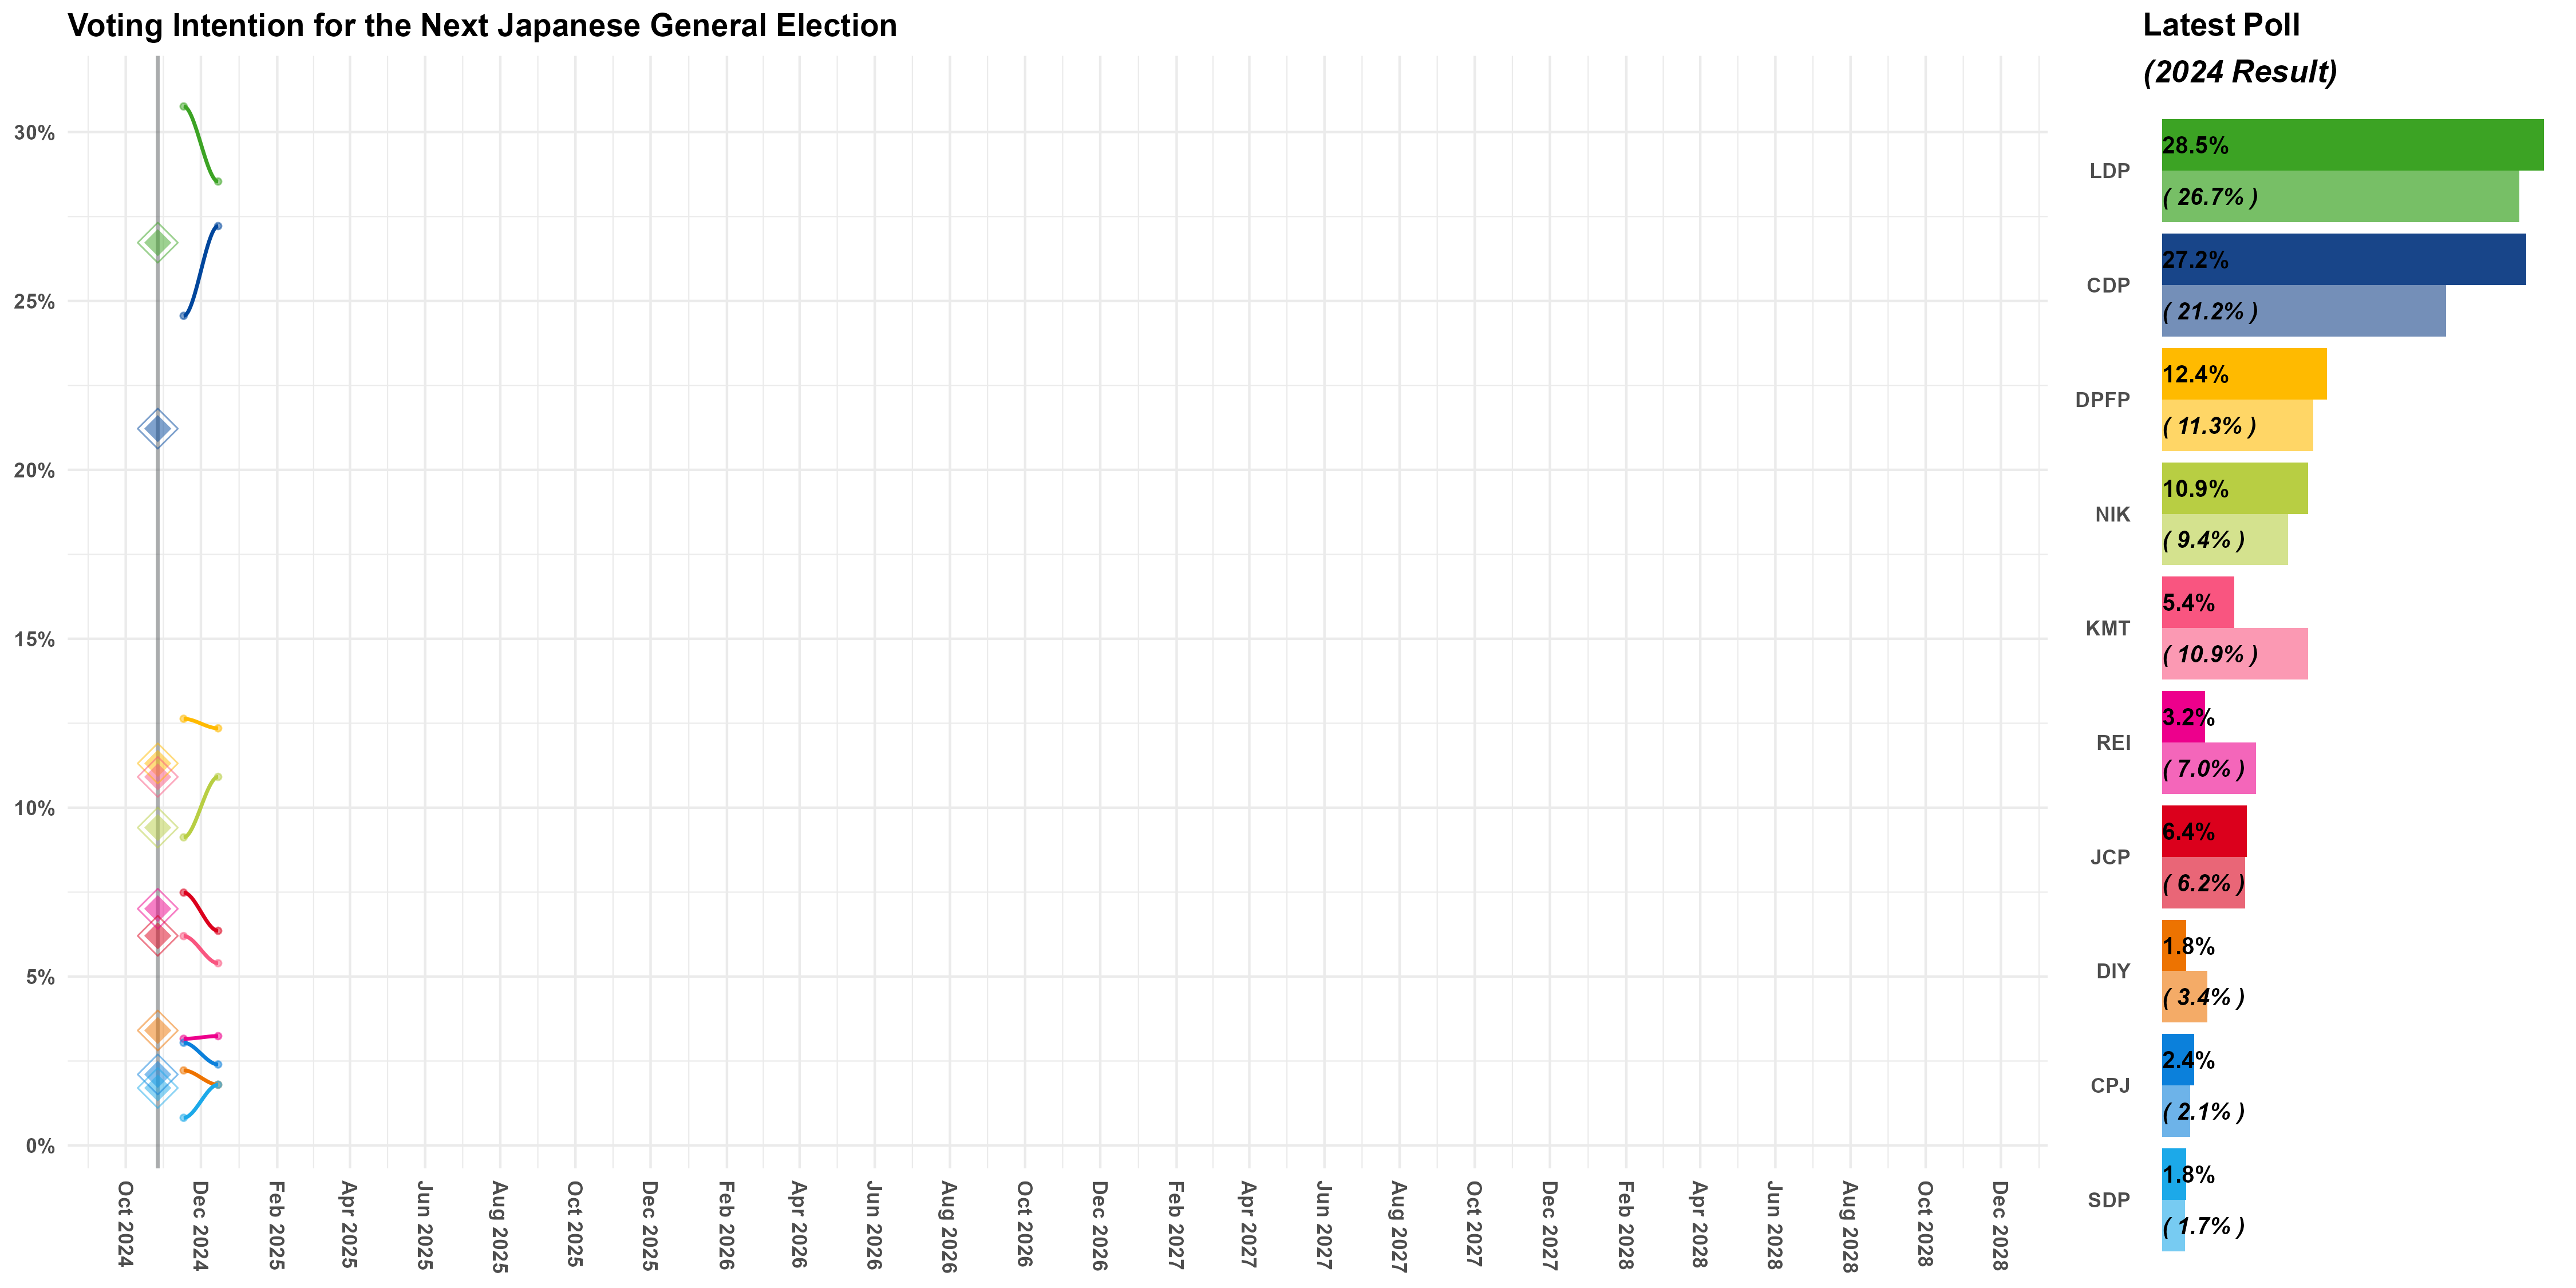 Voting Intention for the Next Japanese General Election
30%
25%
20%
15%
10%
5%
0%
Oct 2024
Dec 2024
Feb 2025
Apr 2025
Jun 2025
Aug 2025
Oct 2025
Dec 2025
Feb 2026
Apr 2026
Jun 2026
Aug 2026
Oct 2026
Dec 2026
Feb 2027
Apr 2027
Jun 2027
Aug 2027
Oct 2027
Dec 2027
Feb 2028
Apr 2028
Jun 2028
Aug 2028
Oct 2028
Dec 2028
Latest Poll
(2024 Result)
LDP
28.5%
( 26.7% )
CDP
27.2%
( 21.2% )
DPFP
12.4%
( 11.3% )
NIK
10.9%
( 9.4% )
KMT
5.4%
( 10.9% )
REI
3.2%
( 7.0% )
JCP
6.4%
( 6.2% )
DIY
1.8%
( 3.4% )
CPJ
2.4%
( 2.1% )
SDP
1.8%
( 1.7% )